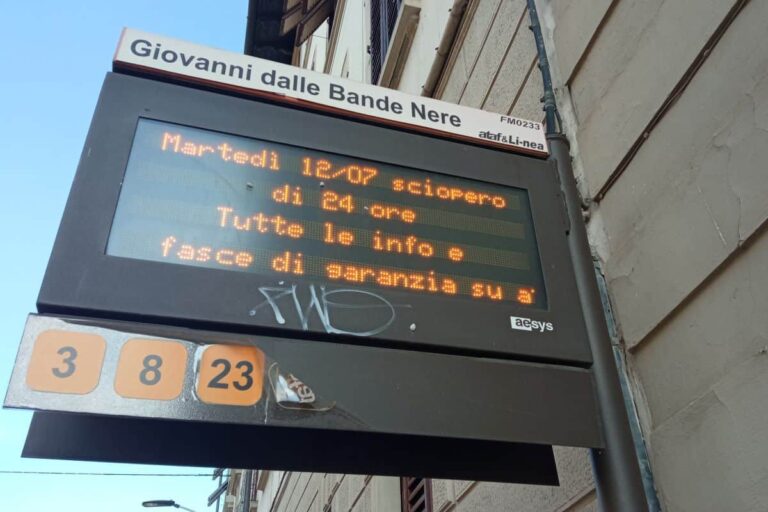 Giovanni dalle Bande Nere
FM0233
ataf&Li-nea
Martedì 12/07 sciopero
di 24 ore
Tutte le info e
fasce di garanzia su a
aesys
3 8 23